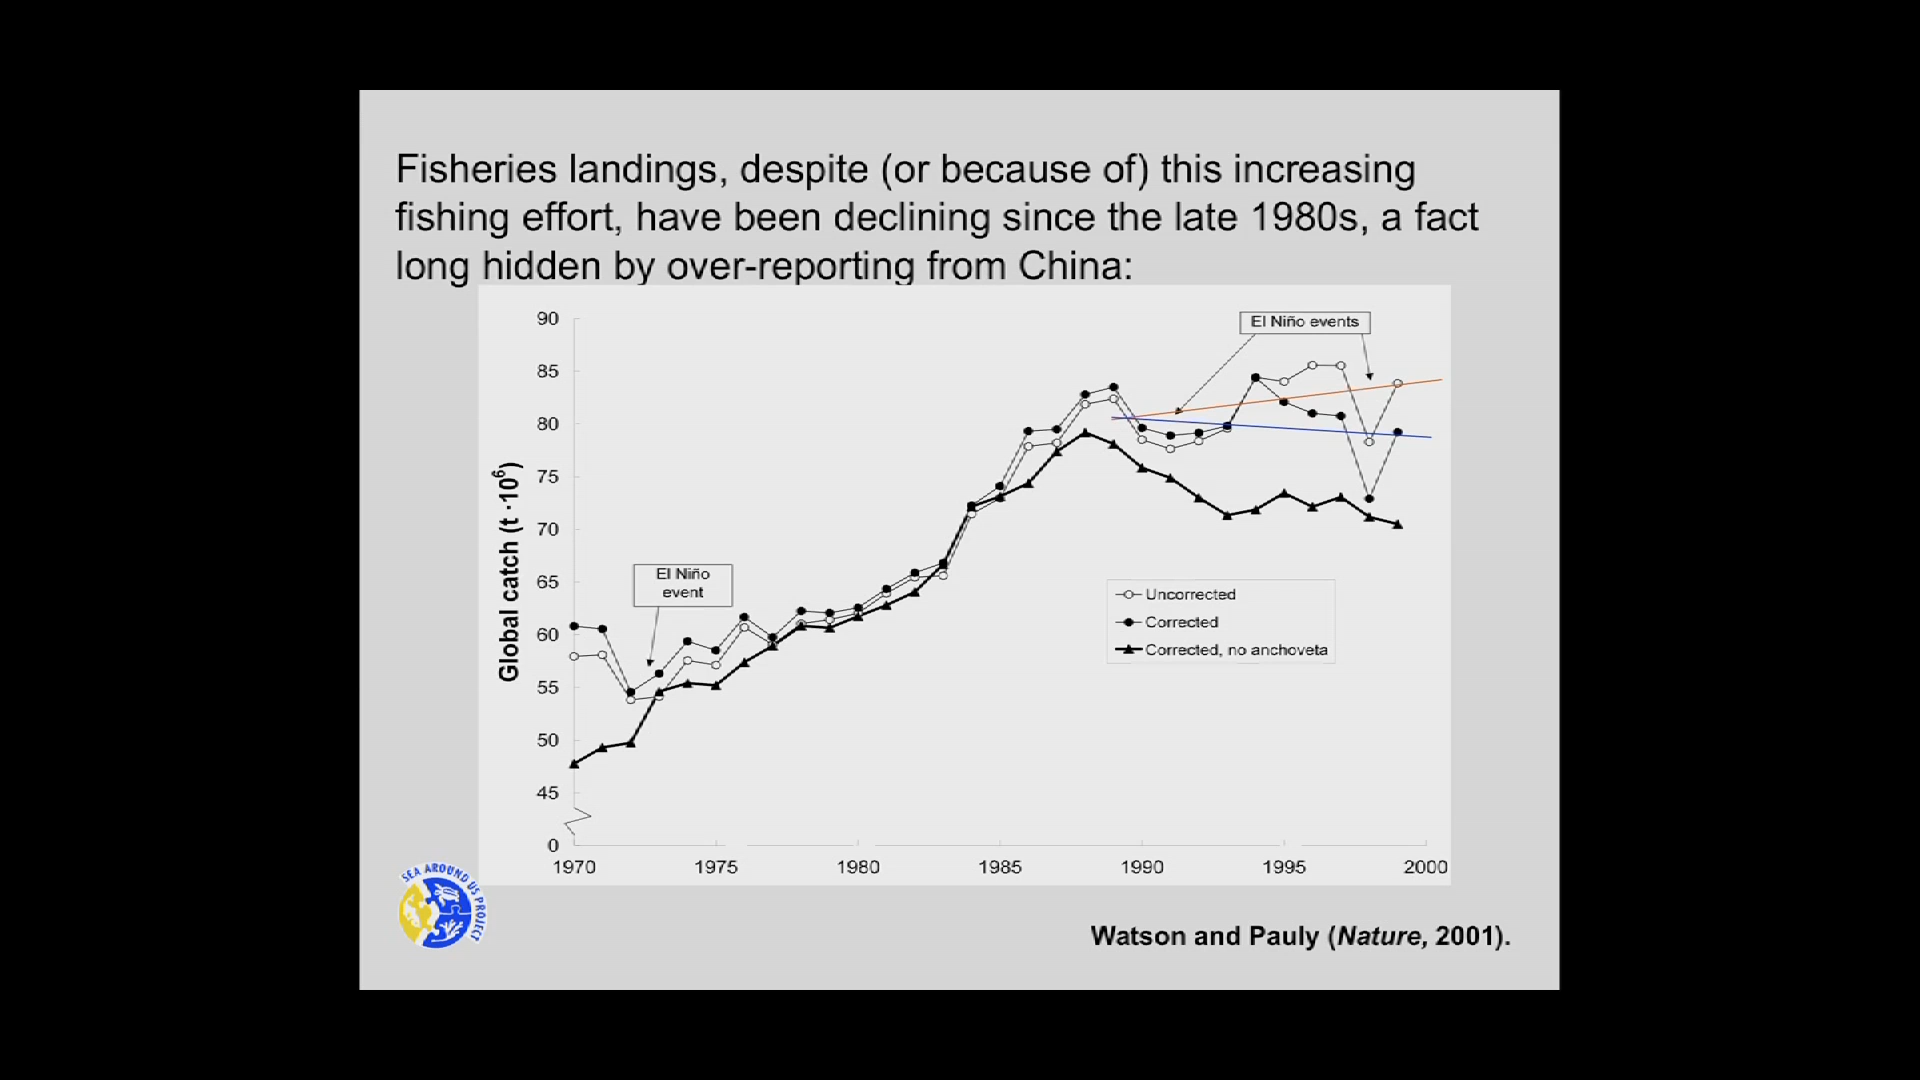 Fisheries landings, despite (or because of) this increasing
fishing effort, have been declining since the late 1980s, a fact
long hidden by over-reporting from China:
90
85
80
75
70
65
60
55
50
45
0
Global catch (t ·10⁶)
El Niño events
El Niño
event
Uncorrected
Corrected
Corrected, no anchoveta
1970 1975 1980 1985 1990 1995 2000
SEA AROUND US PROJECT
Watson and Pauly (Nature, 2001).